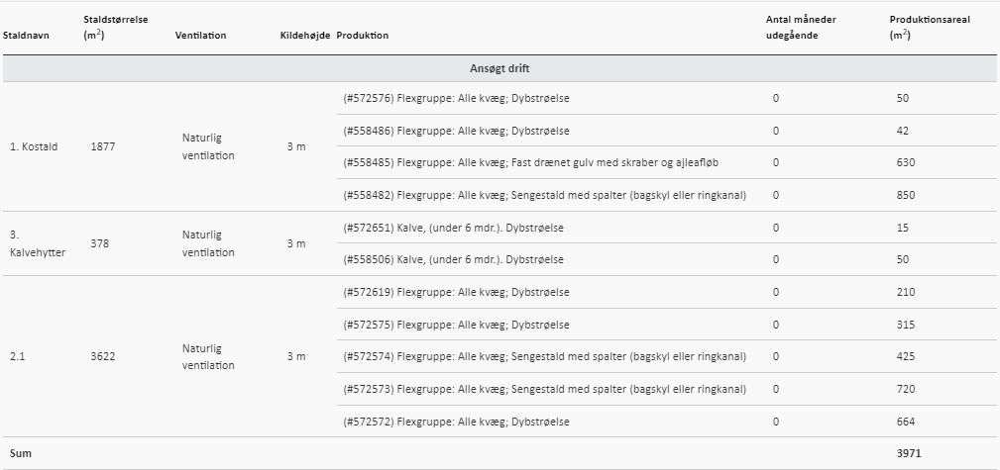 Staldnavn Staldstørrelse (m²) Ventilation Kildehøjde Produktion Antal måneder udegående Produktionsareal (m²)
Ansøgt drift
1. Kostald 1877 Naturlig ventilation 3 m
(#572576) Flexgruppe: Alle kvæg; Dybstrøelse 0 50
(#558486) Flexgruppe: Alle kvæg; Dybstrøelse 0 42
(#558485) Flexgruppe: Alle kvæg; Fast drænet gulv med skraber og ajleafløb 0 630
(#558482) Flexgruppe: Alle kvæg; Sengestald med spalter (bagskyl eller ringkanal) 0 850
3. Kalvehytter 378 Naturlig ventilation 3 m
(#572651) Kalve, (under 6 mdr.). Dybstrøelse 0 15
(#558506) Kalve, (under 6 mdr.). Dybstrøelse 0 50
2.1 3622 Naturlig ventilation 3 m
(#572619) Flexgruppe: Alle kvæg; Dybstrøelse 0 210
(#572575) Flexgruppe: Alle kvæg; Dybstrøelse 0 315
(#572574) Flexgruppe: Alle kvæg; Sengestald med spalter (bagskyl eller ringkanal) 0 425
(#572573) Flexgruppe: Alle kvæg; Sengestald med spalter (bagskyl eller ringkanal) 0 720
(#572572) Flexgruppe: Alle kvæg; Dybstrøelse 0 664
Sum 3971